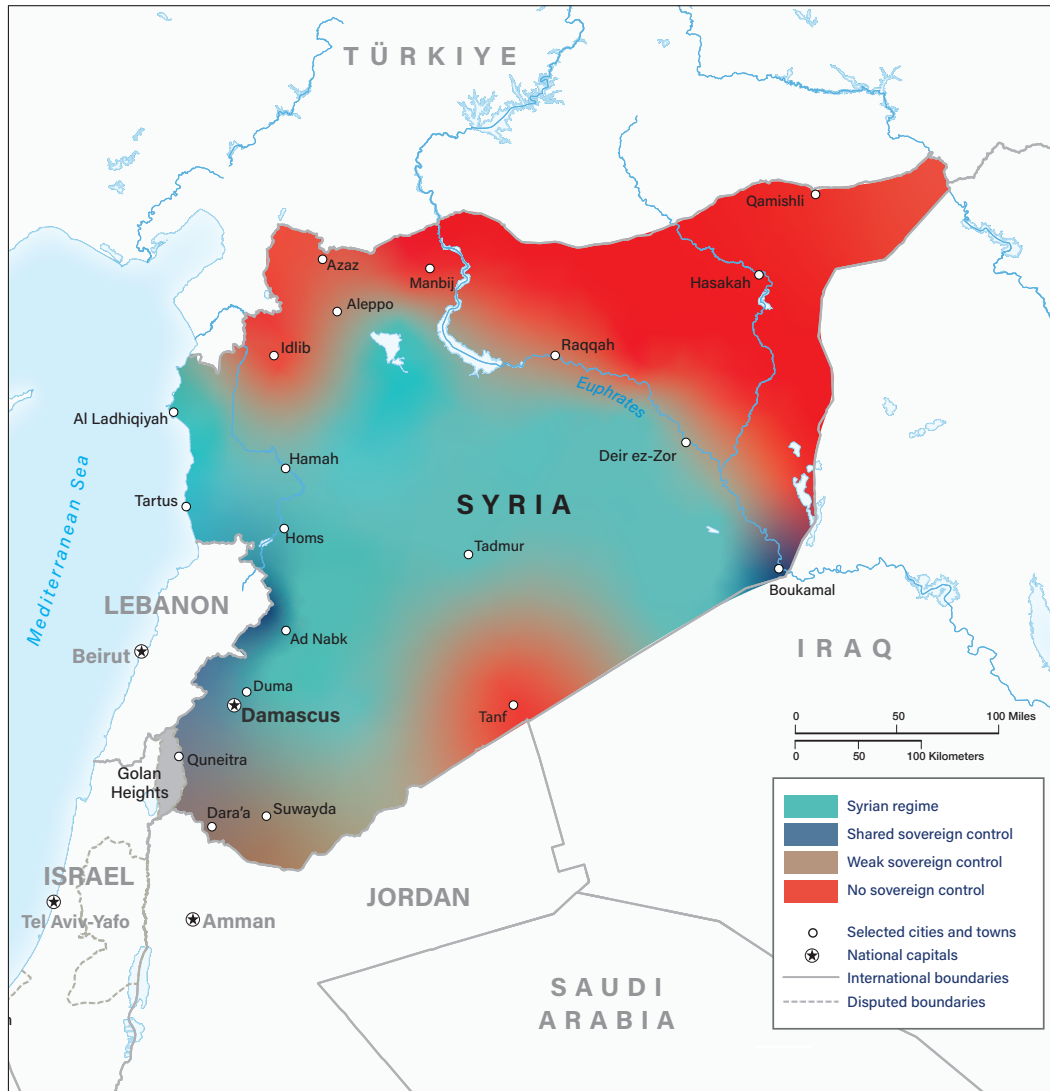 TÜRKIYE
Qamishli
Azaz
Manbij
Hasakah
Aleppo
Idlib
Raqqah
Euphrates
Al Ladhiqiyah
Deir ez-Zor
Hamah
Mediterranean Sea
Tartus
SYRIA
Homs
Tadmur
Boukamal
LEBANON
Ad Nabk
IRAQ
Beirut
Duma
Damascus
Tanf
0 50 100 Miles
0 50 100 Kilometers
Quneitra
Golan
Heights
Dara'a
Suwayda
Syrian regime
Shared sovereign control
Weak sovereign control
No sovereign control
Selected cities and towns
National capitals
International boundaries
Disputed boundaries
ISRAEL
Tel Aviv-Yafo
JORDAN
Amman
SAUDI
ARABIA